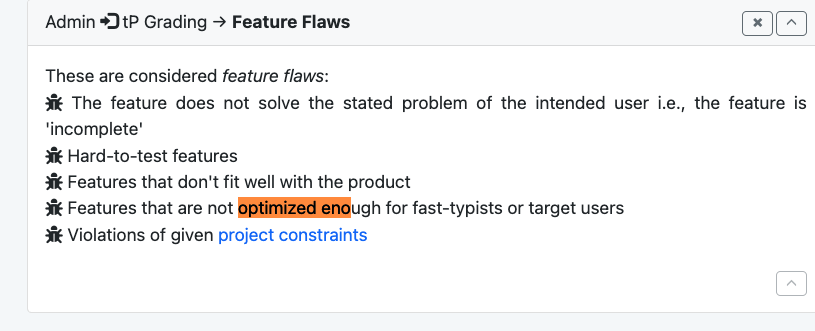 Admin tP Grading → Feature Flaws
These are considered feature flaws:
The feature does not solve the stated problem of the intended user i.e., the feature is
'incomplete'
Hard-to-test features
Features that don't fit well with the product
Features that are not optimized enough for fast-typists or target users
Violations of given project constraints